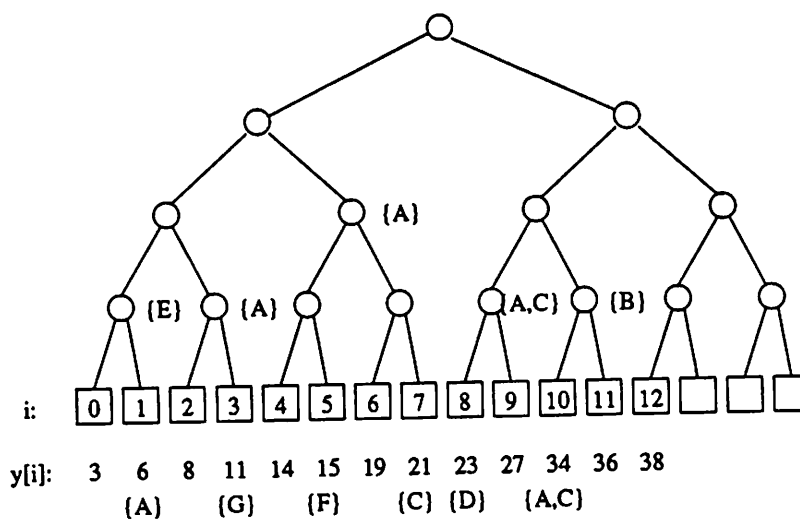 {A}
{E} {A} {A,C} {B}
i: 0 1 2 3 4 5 6 7 8 9 10 11 12
y[i]: 3 6 8 11 14 15 19 21 23 27 34 36 38
{A} {G} {F} {C} {D} {A,C}